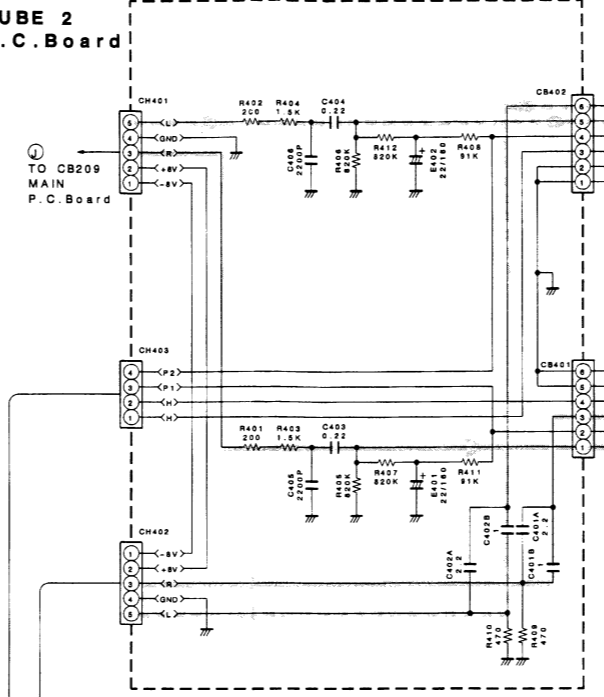 UBE 2
.C.Board
CH401
5 <L>
4 <GND>
3 <R>
2 <+8V>
1 <-8V>
J
TO CB209
MAIN
P.C.Board
R402
200
R404
1.5K
C404
0.22
C406
2200P
R406
820K
R412
820K
E402
22/160
R408
91K
CB402
6
5
4
3
2
1
CH403
4 <P2>
3 <P1>
2 <H>
1 <H>
CB401
6
5
4
3
2
1
R401
200
R403
1.5K
C403
0.22
C405
2200P
R405
820K
R407
820K
E401
22/160
R411
91K
CH402
1 <-8V>
2 <+8V>
3 <R>
4 <GND>
5 <L>
C402A
2.2
C402B
1
C401A
2.2
C401B
1
R410
470
R409
470